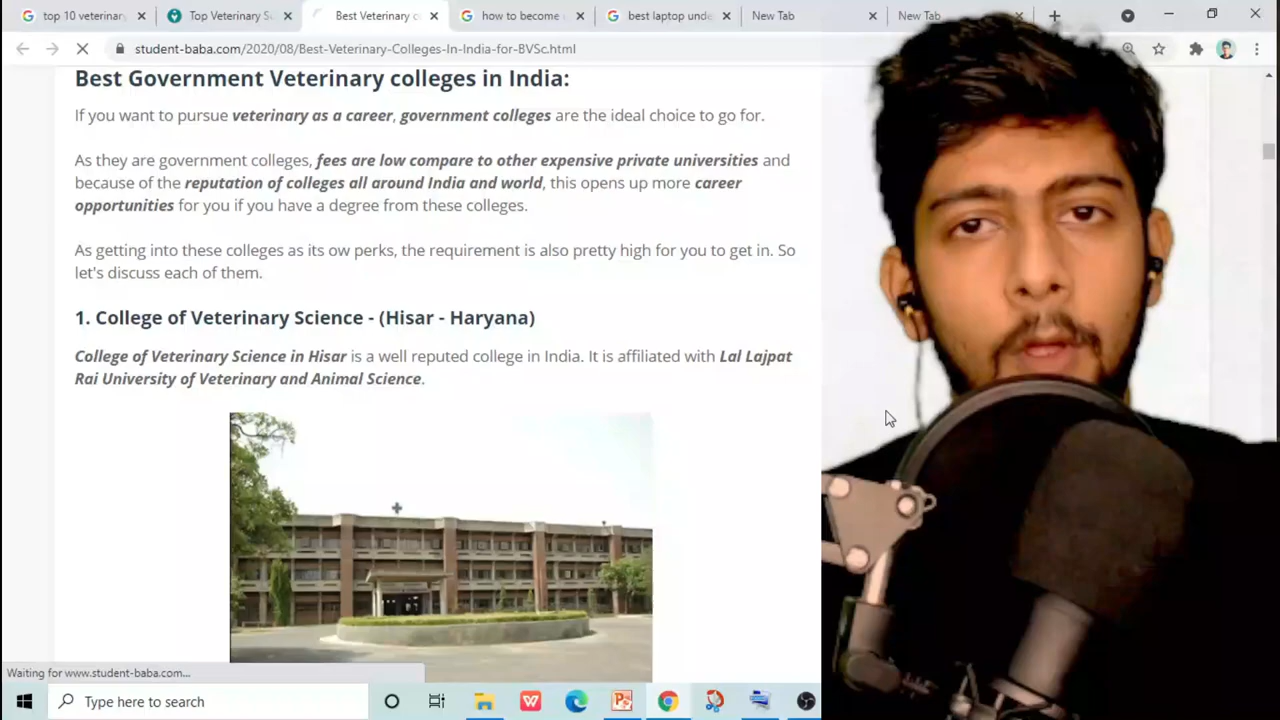 top 10 veterinary
Top Veterinary Su
Best Veterinary c
how to become
best laptop unde
New Tab
New Tab
student-baba.com/2020/08/Best-Veterinary-Colleges-In-India-for-BVSc.html
Best Government Veterinary colleges in India:
If you want to pursue veterinary as a career, government colleges are the ideal choice to go for.
As they are government colleges, fees are low compare to other expensive private universities and
because of the reputation of colleges all around India and world, this opens up more career
opportunities for you if you have a degree from these colleges.
As getting into these colleges as its ow perks, the requirement is also pretty high for you to get in. So
let's discuss each of them.
1. College of Veterinary Science - (Hisar - Haryana)
College of Veterinary Science in Hisar is a well reputed college in India. It is affiliated with Lal Lajpat
Rai University of Veterinary and Animal Science.
Waiting for www.student-baba.com...
Type here to search